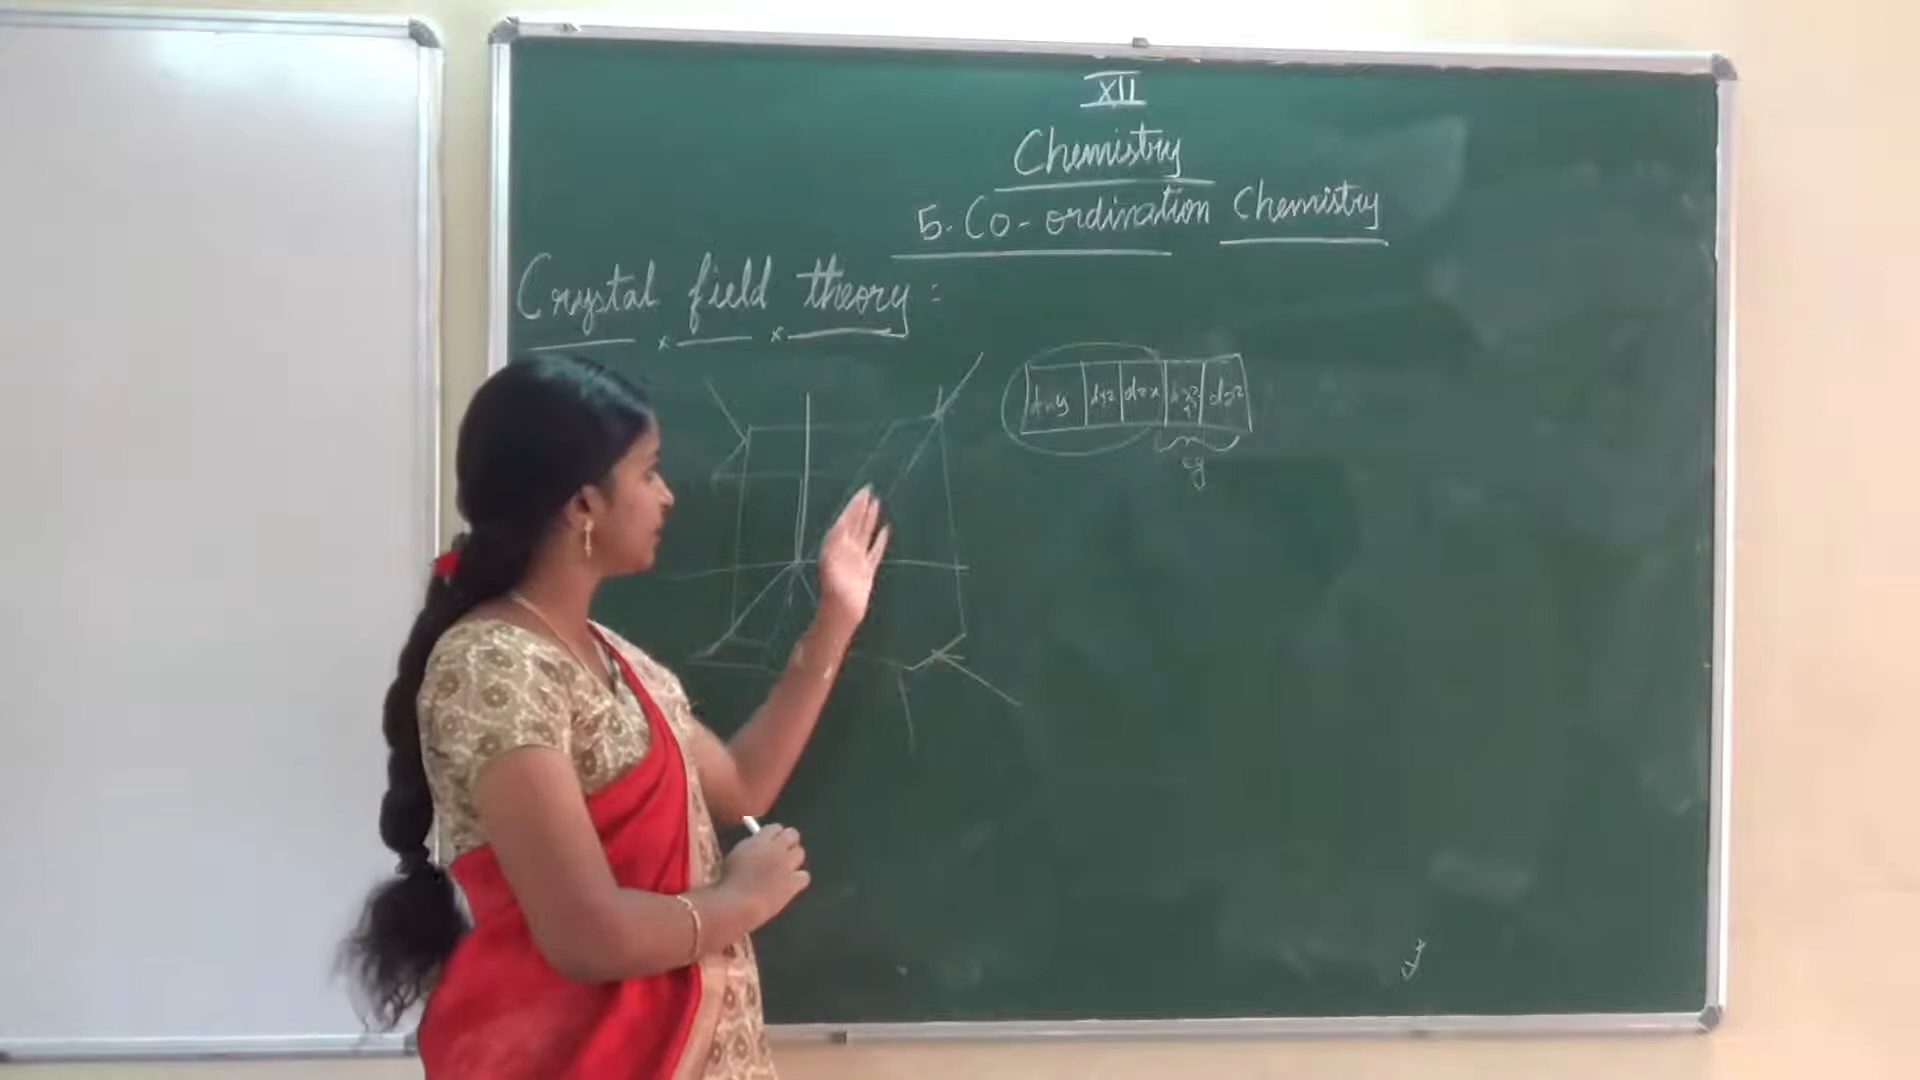 XII
Chemistry
5. Co-ordination Chemistry
Crystal field theory :
dxy dyz dzx dx²-y² dz²
eg